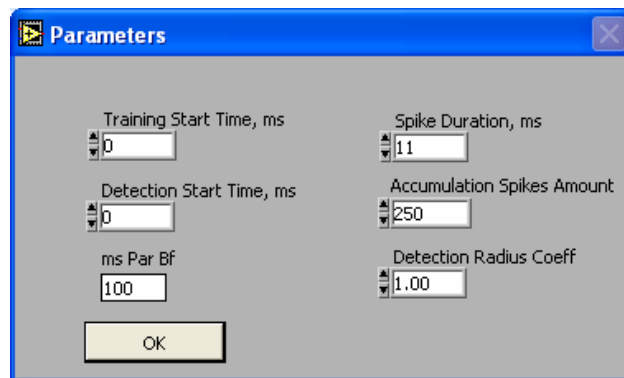 Parameters
Training Start Time, ms
0
Spike Duration, ms
11
Detection Start Time, ms
0
Accumulation Spikes Amount
250
ms Par Bf
100
Detection Radius Coeff
1.00
OK